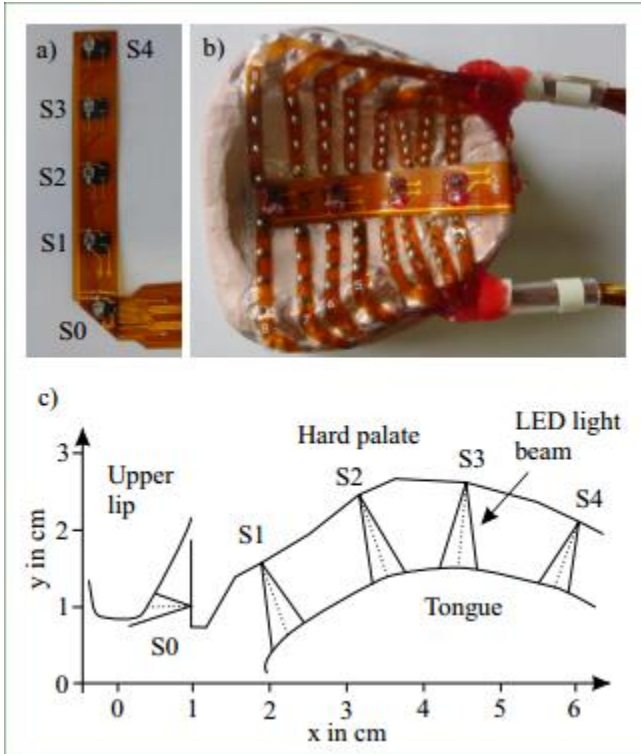 a)
S4
S3
S2
S1
S0
b)
c)
Hard palate
LED light
beam
Upper
lip
S0
S1
S2
S3
S4
Tongue
y in cm
3
2
1
0
0 1 2 3 4 5 6
x in cm